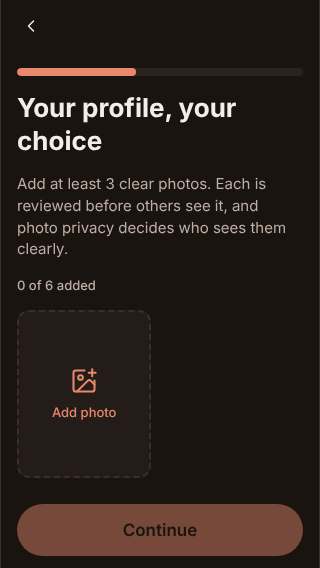 Your profile, your
choice
Add at least 3 clear photos. Each is
reviewed before others see it, and
photo privacy decides who sees them
clearly.
0 of 6 added
Add photo
Continue